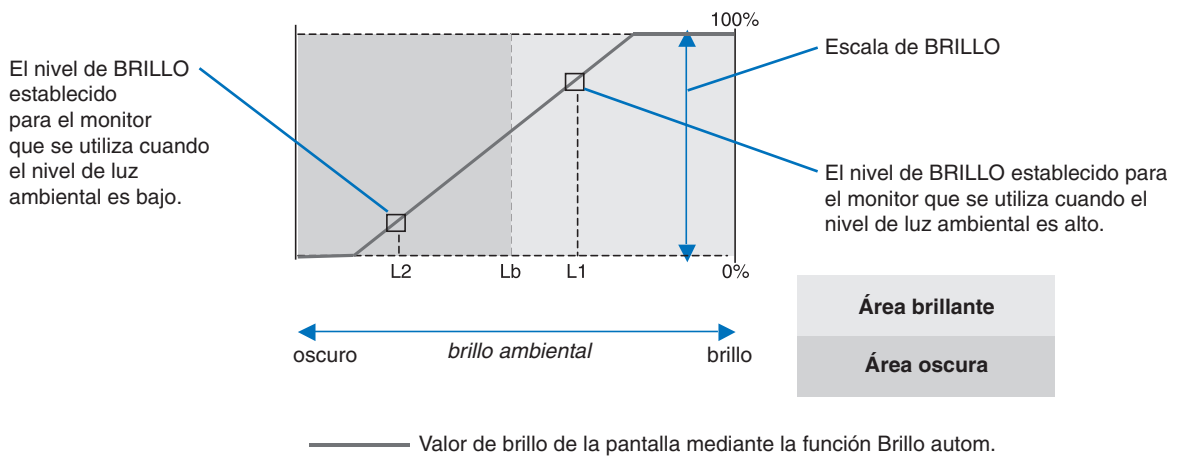 100%
Escala de BRILLO
El nivel de BRILLO
establecido
para el monitor
que se utiliza cuando
el nivel de luz
ambiental es bajo.
El nivel de BRILLO establecido para
el monitor que se utiliza cuando el
nivel de luz ambiental es alto.
L2
Lb
L1
0%
Área brillante
Área oscura
oscuro
brillo ambiental
brillo
Valor de brillo de la pantalla mediante la función Brillo autom.